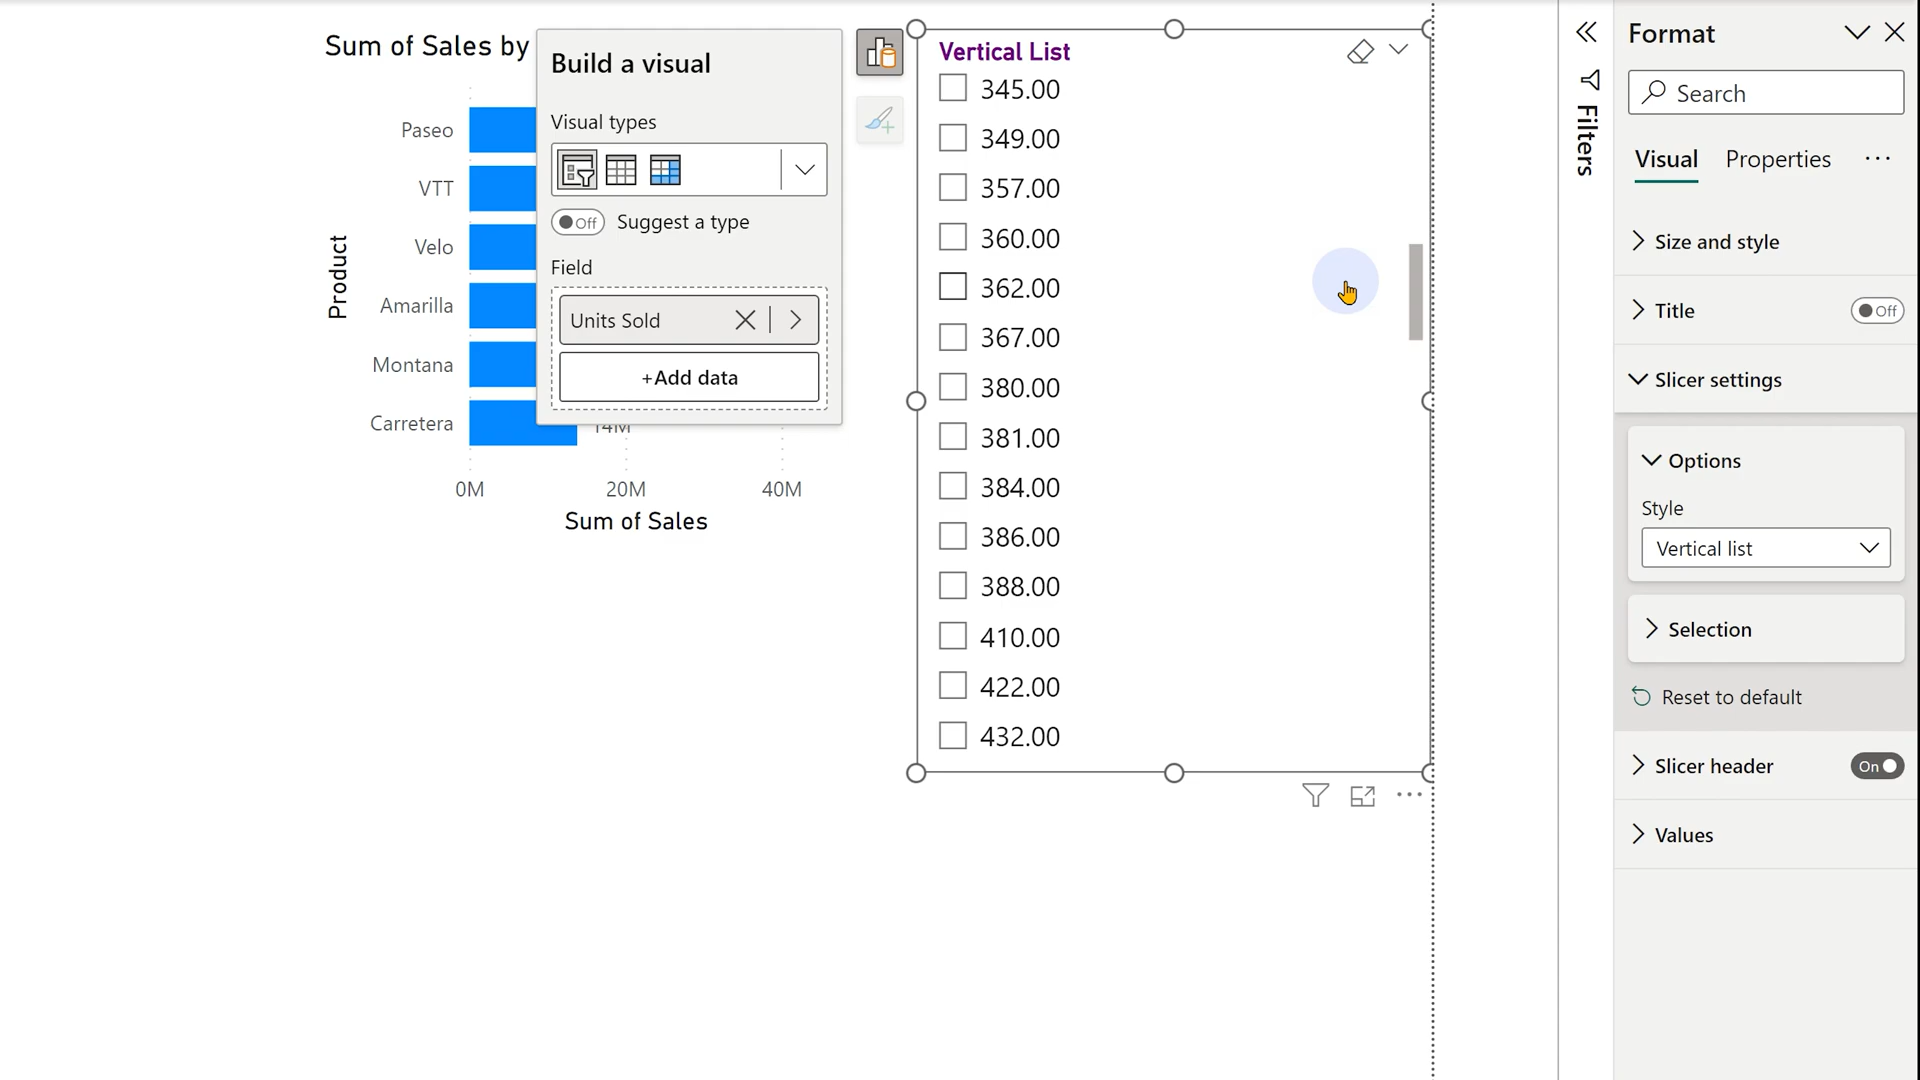 Sum of Sales by
Product
Paseo
VTT
Velo
Amarilla
Montana
Carretera
14M
0M
20M
40M
Sum of Sales
Build a visual
Visual types
Off
Suggest a type
Field
Units Sold
+Add data
Vertical List
345.00
349.00
357.00
360.00
362.00
367.00
380.00
381.00
384.00
386.00
388.00
410.00
422.00
432.00
Filters
Format
Search
Visual
Properties
Size and style
Title
Off
Slicer settings
Options
Style
Vertical list
Selection
Reset to default
Slicer header
On
Values